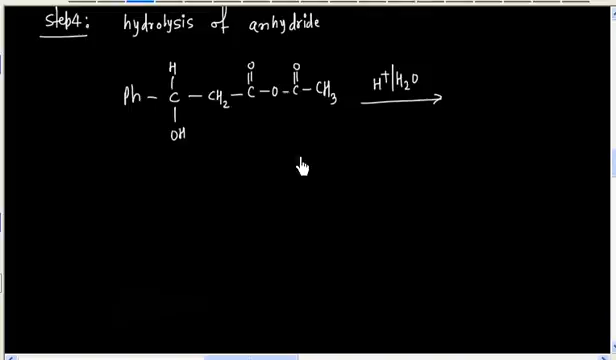 Step4: hydrolysis of anhydride
H O O
Ph – C – CH2 – C – O – C – CH3 H+/H2O
OH